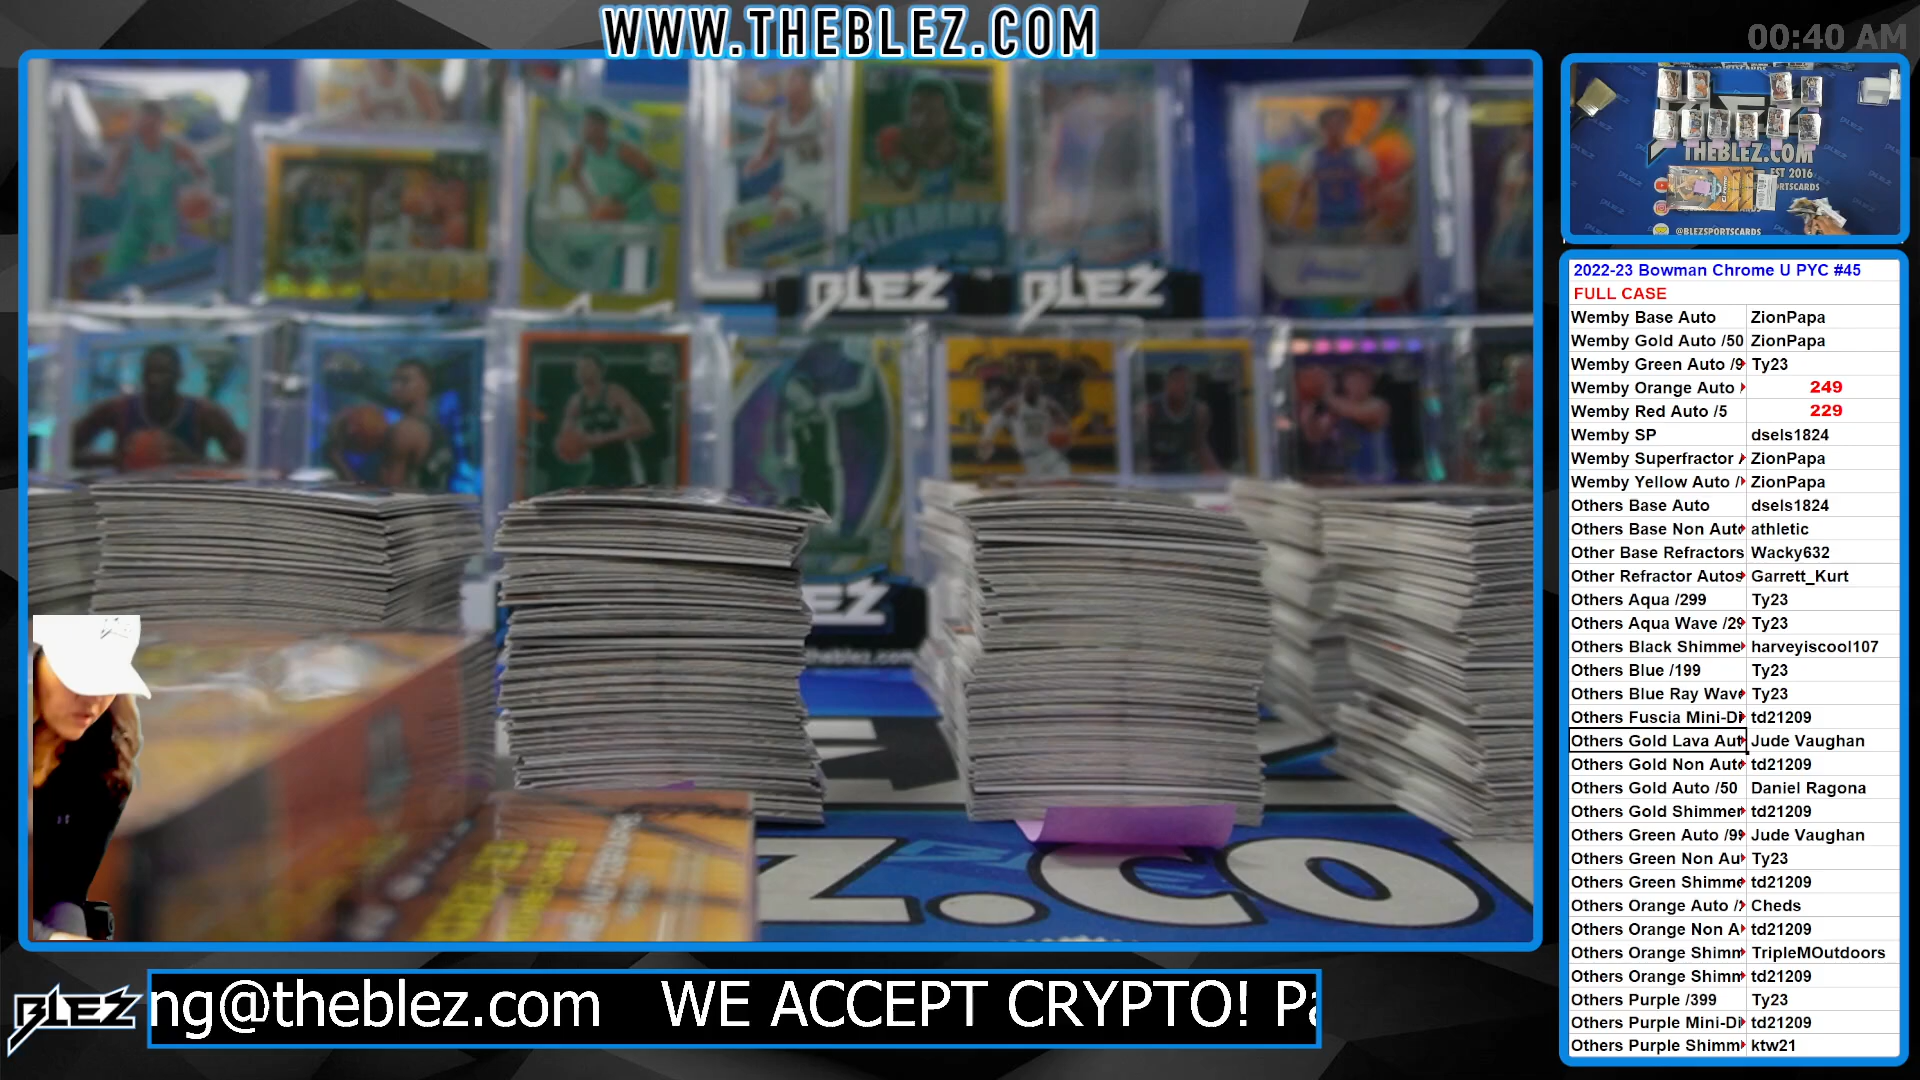 WWW.THEBLEZ.COM
00:40 AM
THEBLEZ.COM
EST 2016
@BLEZSPORTSCARDS
BLEZ
BLEZ
Z.CO
2022-23 Bowman Chrome U PYC #45
FULL CASE
Wemby Base Auto ZionPapa
Wemby Gold Auto /50 ZionPapa
Wemby Green Auto /9 Ty23
Wemby Orange Auto 249
Wemby Red Auto /5 229
Wemby SP dsels1824
Wemby Superfractor ZionPapa
Wemby Yellow Auto / ZionPapa
Others Base Auto dsels1824
Others Base Non Auto athletic
Other Base Refractors Wacky632
Other Refractor Autos Garrett_Kurt
Others Aqua /299 Ty23
Others Aqua Wave /29 Ty23
Others Black Shimme harveyiscool107
Others Blue /199 Ty23
Others Blue Ray Wave Ty23
Others Fuscia Mini-Di td21209
Others Gold Lava Aut Jude Vaughan
Others Gold Non Auto td21209
Others Gold Auto /50 Daniel Ragona
Others Gold Shimmer td21209
Others Green Auto /99 Jude Vaughan
Others Green Non Au Ty23
Others Green Shimme td21209
Others Orange Auto / Cheds
Others Orange Non A td21209
Others Orange Shimm TripleMOutdoors
Others Orange Shimm td21209
Others Purple /399 Ty23
Others Purple Mini-Di td21209
Others Purple Shimm ktw21
BLEZ
ng@theblez.com WE ACCEPT CRYPTO! Pa